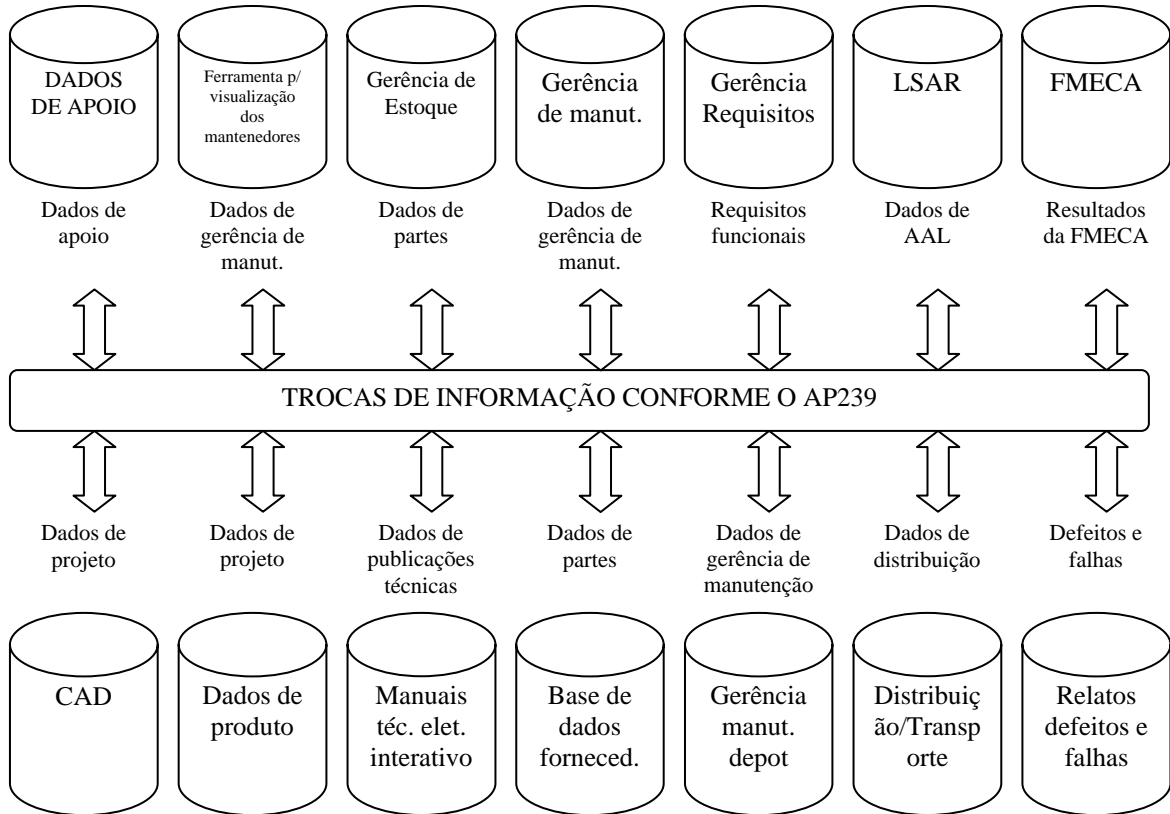 DADOS
DE APOIO
Ferramenta p/
visualização
dos
mantenedores
Gerência de
Estoque
Gerência
de manut.
Gerência
Requisitos
LSAR
FMECA
Dados de
apoio
Dados de
gerência de
manut.
Dados de
partes
Dados de
gerência de
manut.
Requisitos
funcionais
Dados de
AAL
Resultados
da FMECA
TROCAS DE INFORMAÇÃO CONFORME O AP239
Dados de
projeto
Dados de
projeto
Dados de
publicações
técnicas
Dados de
partes
Dados de
gerência de
manutenção
Dados de
distribuição
Defeitos e
falhas
CAD
Dados de
produto
Manuais
téc. elet.
interativo
Base de
dados
forneced.
Gerência
manut.
depot
Distribuiç
ão/Transp
orte
Relatos
defeitos e
falhas